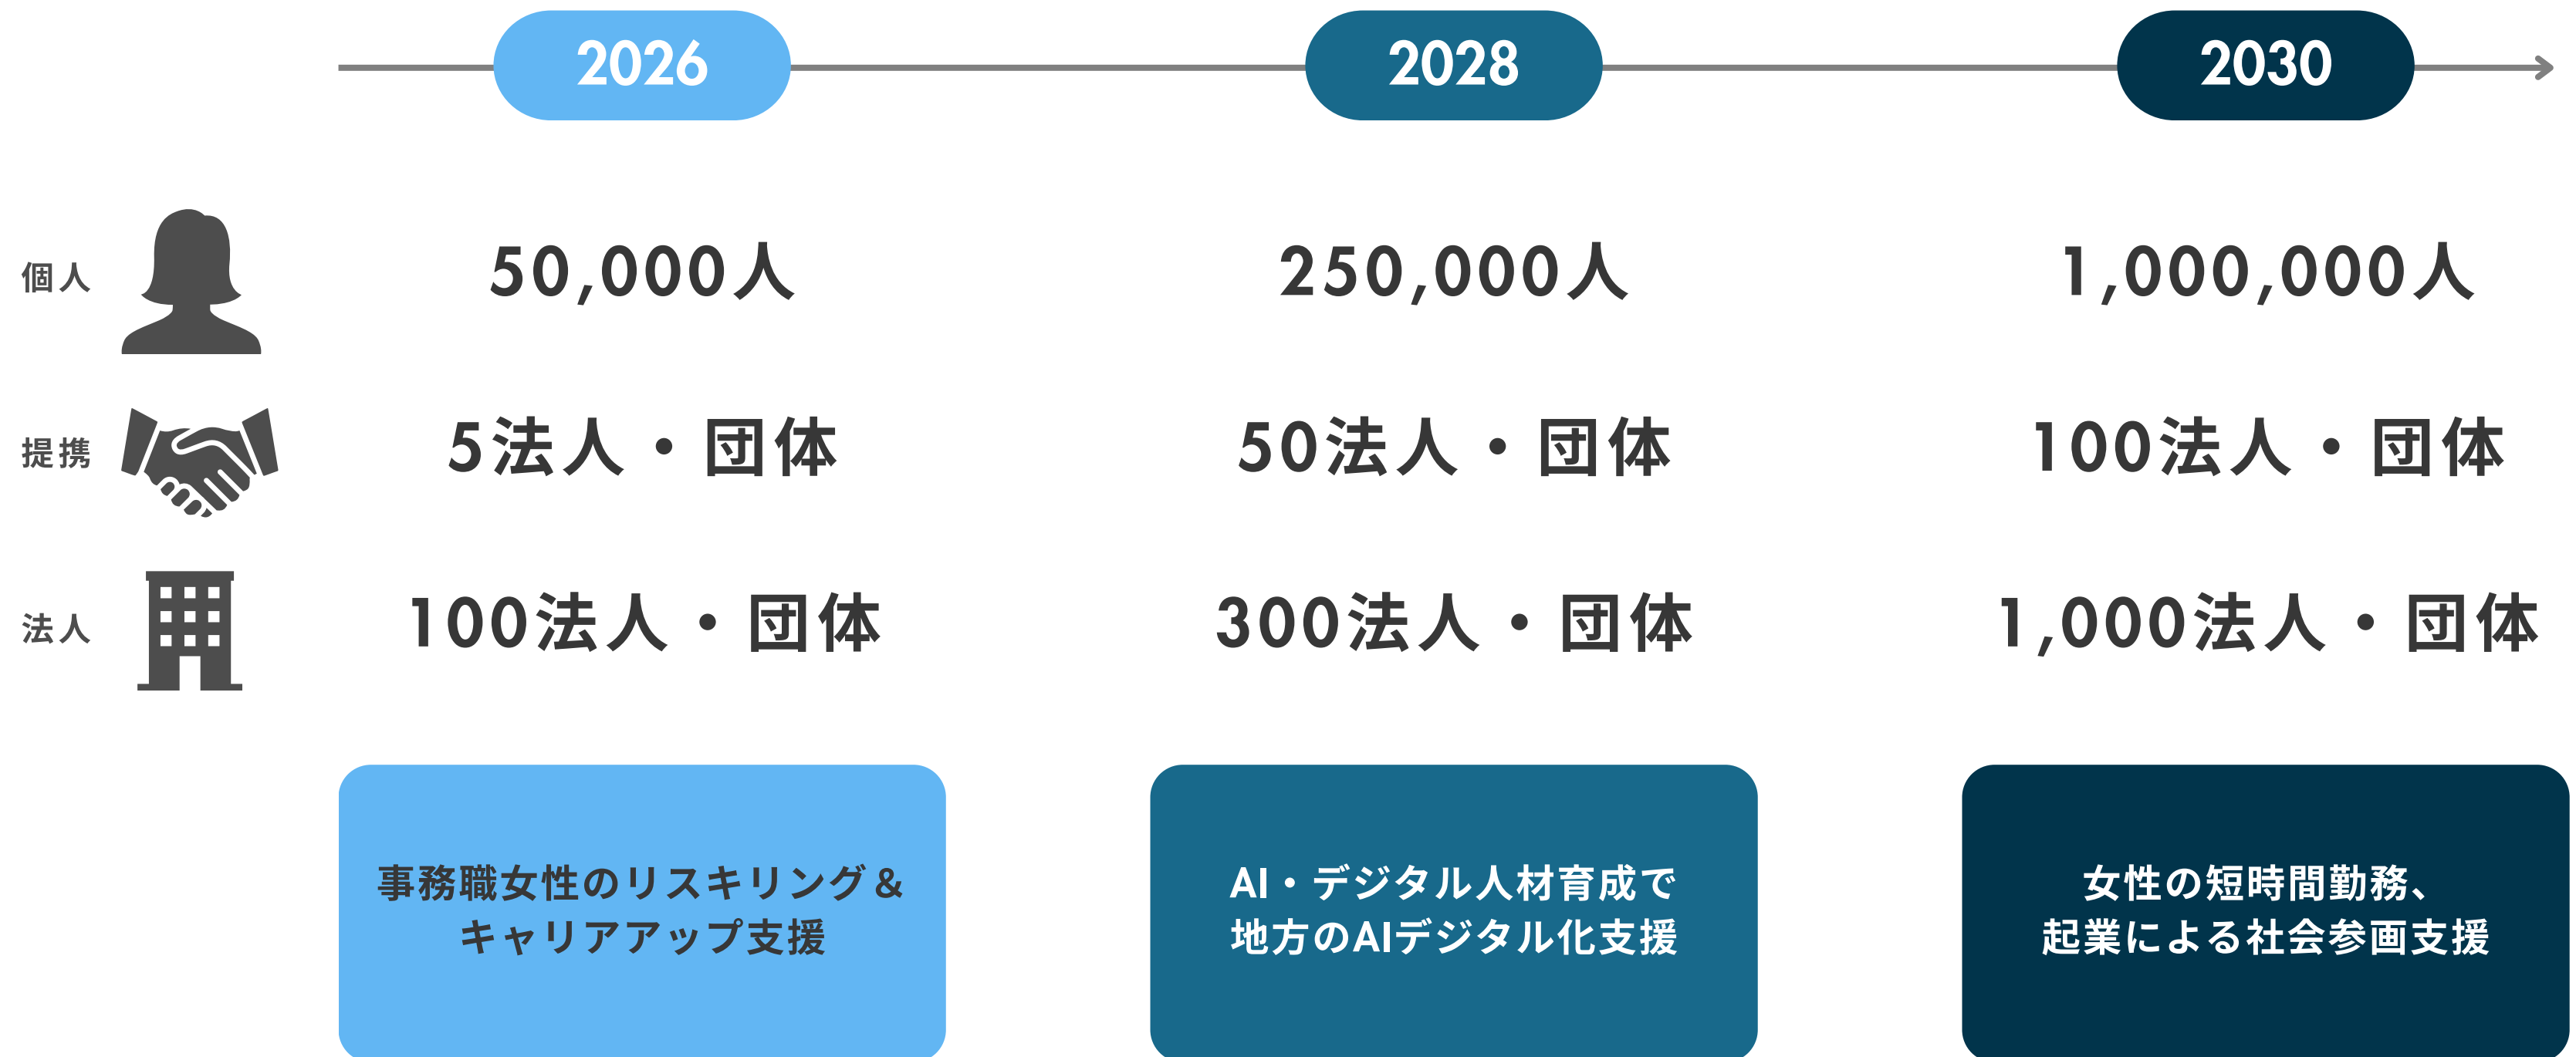 2026 2028 2030
個人 50,000人 250,000人 1,000,000人
提携 5法人・団体 50法人・団体 100法人・団体
法人 100法人・団体 300法人・団体 1,000法人・団体
事務職女性のリスキリング＆
キャリアアップ支援
AI・デジタル人材育成で
地方のAIデジタル化支援
女性の短時間勤務、
起業による社会参画支援